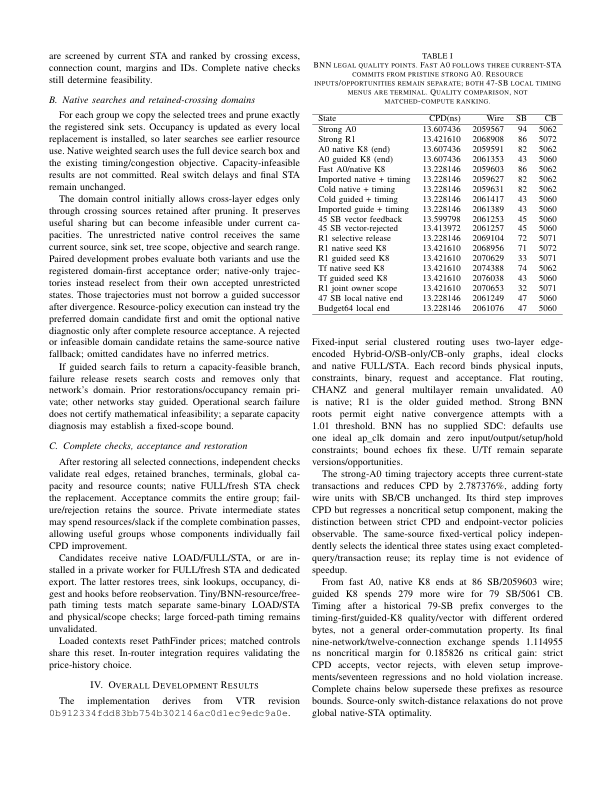 are screened by current STA and ranked by crossing excess,
connection count, margins and IDs. Complete native checks
still determine feasibility.
B. Native searches and retained-crossing domains
For each group we copy the selected trees and prune exactly
the registered sink sets. Occupancy is updated as every local
replacement is installed, so later searches see earlier resource
use. Native weighted search uses the full device search box and
the existing timing/congestion objective. Capacity-infeasible
results are not committed. Real switch delays and final STA
remain unchanged.
The domain control initially allows cross-layer edges only
through crossings retained after pruning. It preserves
useful sharing but can become infeasible under current ca-
pacities. The unrestricted native control receives the same
current source, sink set, tree scope, objective and search range.
Paired development probes evaluate both variants and use the
registered domain-first acceptance order; native-only trajec-
tories instead reselect from their own accepted unrestricted
states. Those trajectories must not borrow a guided successor
after divergence. Resource-policy execution can instead try the
preferred domain candidate first and omit the optional native
diagnostic only after complete resource acceptance. A rejected
or infeasible domain candidate retains the same-source native
fallback; omitted candidates have no inferred metrics.
If guided search fails to return a capacity-feasible branch,
failure release resets search costs and removes only that
network's domain. Prior restorations/occupancy remain pri-
vate; other networks stay guided. Operational search failure
does not certify mathematical infeasibility; a separate capacity
diagnosis may establish a fixed-scope bound.
C. Complete checks, acceptance and restoration
After restoring all selected connections, independent checks
validate real edges, retained branches, terminals, global ca-
pacity and resource counts; native FULL/fresh STA check
the replacement. Acceptance commits the entire group; fail-
ure/rejection retains the source. Private intermediate states
may spend resources/slack if the complete combination passes,
allowing useful groups whose components individually fail
CPD improvement.
Candidates receive native LOAD/FULL/STA, or are in-
stalled in a private worker for FULL/fresh STA and dedicated
export. The latter restores trees, sink lookups, occupancy, di-
gest and hooks before reobservation. Tiny/BNN-resource/free-
path timing tests match separate same-binary LOAD/STA
and physical/scope checks; large forced-path timing remains
unvalidated.
Loaded contexts reset PathFinder prices; matched controls
share this reset. In-router integration requires validating the
price-history choice.
IV. OVERALL DEVELOPMENT RESULTS
The implementation derives from VTR revision
0b912334fdd83bb754b302146ac0d1ec9edc9a0e.
TABLE I
BNN LEGAL QUALITY POINTS. FAST A0 FOLLOWS THREE CURRENT-STA
COMMITS FROM PRISTINE STRONG A0. RESOURCE
INPUTS/OPPORTUNITIES REMAIN SEPARATE; BOTH 47-SB LOCAL TIMING
MENUS ARE TERMINAL. QUALITY COMPARISON, NOT
MATCHED-COMPUTE RANKING.
State CPD(ns) Wire SB CB
Strong A0 13.607436 2059567 94 5062
Strong R1 13.421610 2068908 86 5072
A0 native K8 (end) 13.607436 2059591 82 5062
A0 guided K8 (end) 13.607436 2061353 43 5060
Fast A0/native K8 13.228146 2059603 86 5062
Imported native + timing 13.228146 2059627 82 5062
Cold native + timing 13.228146 2059631 82 5062
Cold guided + timing 13.228146 2061417 43 5060
Imported guide + timing 13.228146 2061389 43 5060
45 SB vector feedback 13.599798 2061253 45 5060
45 SB vector-rejected 13.413972 2061257 45 5060
R1 selective release 13.228146 2069104 72 5071
R1 native seed K8 13.421610 2068956 71 5072
R1 guided seed K8 13.421610 2070629 33 5071
Tf native seed K8 13.421610 2074388 74 5062
Tf guided seed K8 13.421610 2076038 43 5060
R1 joint owner scope 13.421610 2070653 32 5071
47 SB local native end 13.228146 2061249 47 5060
Budget64 local end 13.228146 2061076 47 5060
Fixed-input serial clustered routing uses two-layer edge-
encoded Hybrid-O/SB-only/CB-only graphs, ideal clocks
and native FULL/STA. Each record binds physical inputs,
constraints, binary, request and acceptance. Flat routing,
CHANZ and general multilayer remain unvalidated. A0
is native; R1 is the older guided method. Strong BNN
roots permit eight native convergence attempts with a
1.01 threshold. BNN has no supplied SDC: defaults use
one ideal ap_clk domain and zero input/output/setup/hold
constraints; bound echoes fix these. U/Tf remain separate
versions/opportunities.
The strong-A0 timing trajectory accepts three current-state
transactions and reduces CPD by 2.787376%, adding forty
wire units with SB/CB unchanged. Its third step improves
CPD but regresses a noncritical setup component, making the
distinction between strict CPD and endpoint-vector policies
observable. The same-source fixed-vertical policy indepen-
dently selects the identical three states using exact completed-
query/transaction reuse; its replay time is not evidence of
speedup.
From fast A0, native K8 ends at 86 SB/2059603 wire;
guided K8 spends 279 more wire for 79 SB/5061 CB.
Timing after a historical 79-SB prefix converges to the
timing-first/guided-K8 quality/vector with different ordered
bytes, not a general order-commutation property. Its final
nine-network/twelve-connection exchange spends 1.114955
ns noncritical margin for 0.185826 ns critical gain: strict
CPD accepts, vector rejects, with eleven setup improve-
ments/seventeen regressions and no hold violation increase.
Complete chains below supersede these prefixes as resource
bounds. Source-only switch-distance relaxations do not prove
global native-STA optimality.